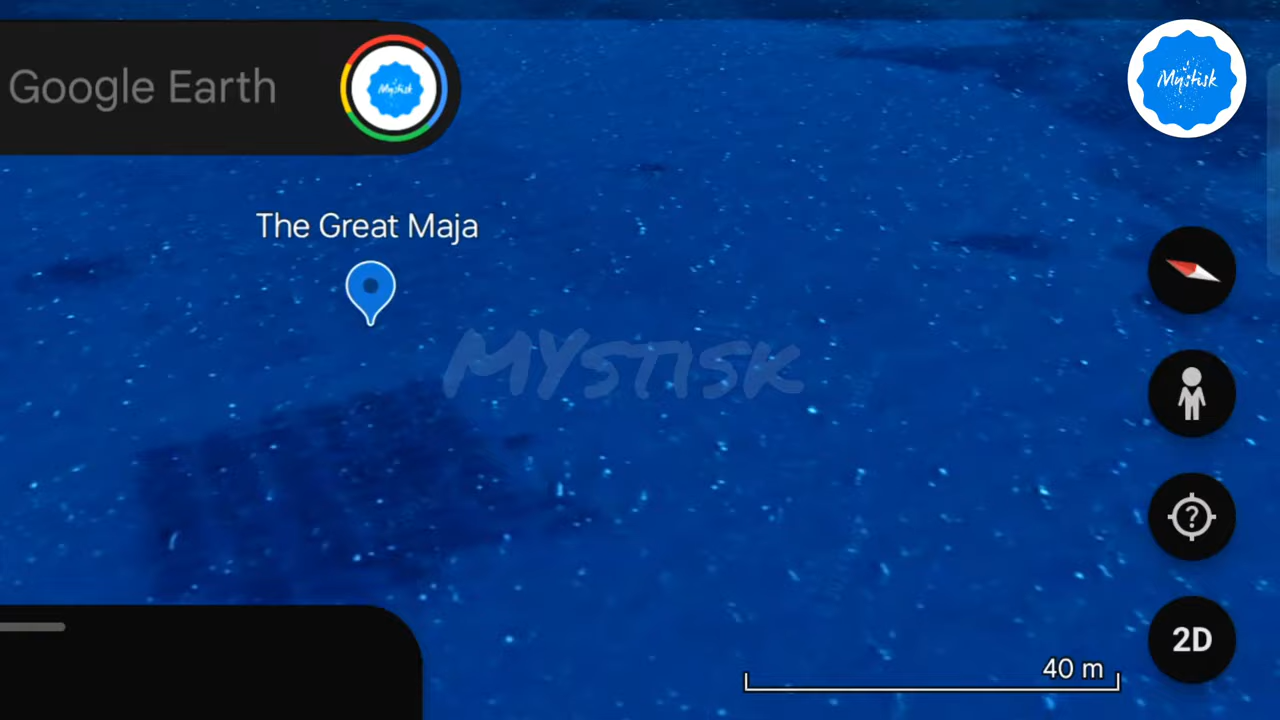 Google Earth
Mystisk
Mystisk
The Great Maja
MYSTISK
?
2D
40 m